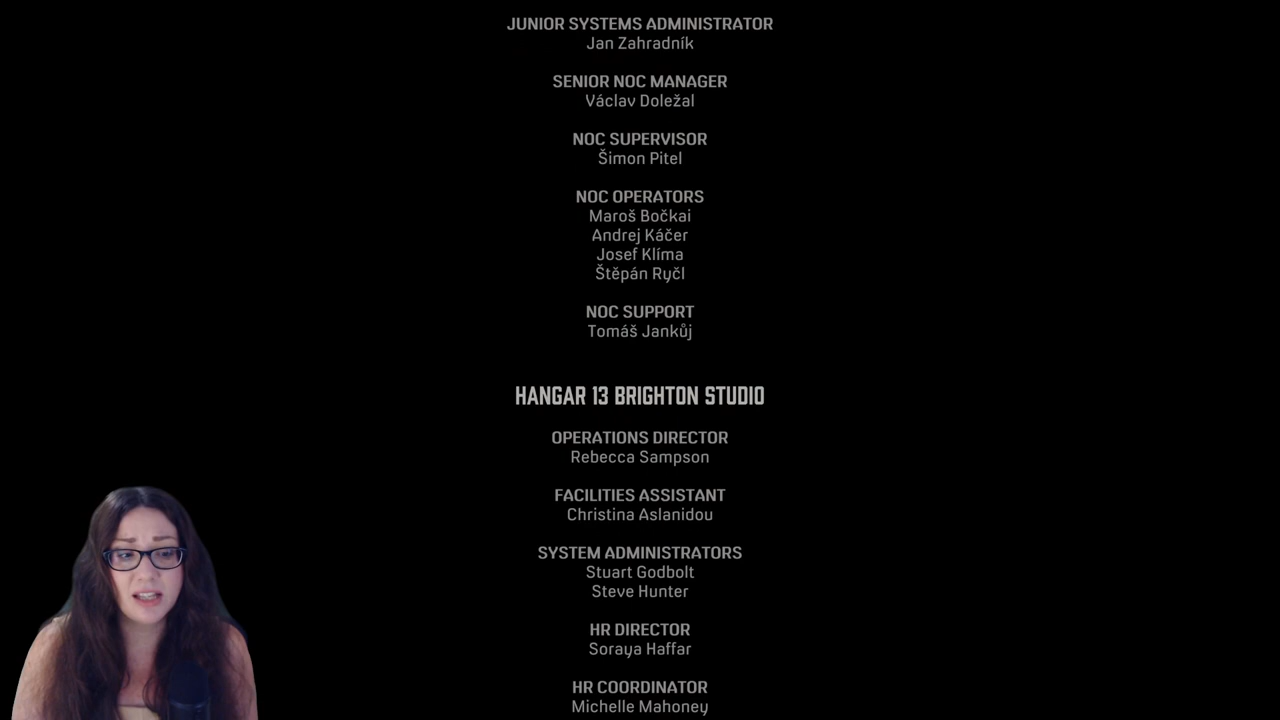 JUNIOR SYSTEMS ADMINISTRATOR
Jan Zahradník
SENIOR NOC MANAGER
Václav Doležal
NOC SUPERVISOR
Šimon Pitel
NOC OPERATORS
Maroš Bočkai
Andrej Káčer
Josef Klíma
Štěpán Ryčl
NOC SUPPORT
Tomáš Jankůj
HANGAR 13 BRIGHTON STUDIO
OPERATIONS DIRECTOR
Rebecca Sampson
FACILITIES ASSISTANT
Christina Aslanidou
SYSTEM ADMINISTRATORS
Stuart Godbolt
Steve Hunter
HR DIRECTOR
Soraya Haffar
HR COORDINATOR
Michelle Mahoney